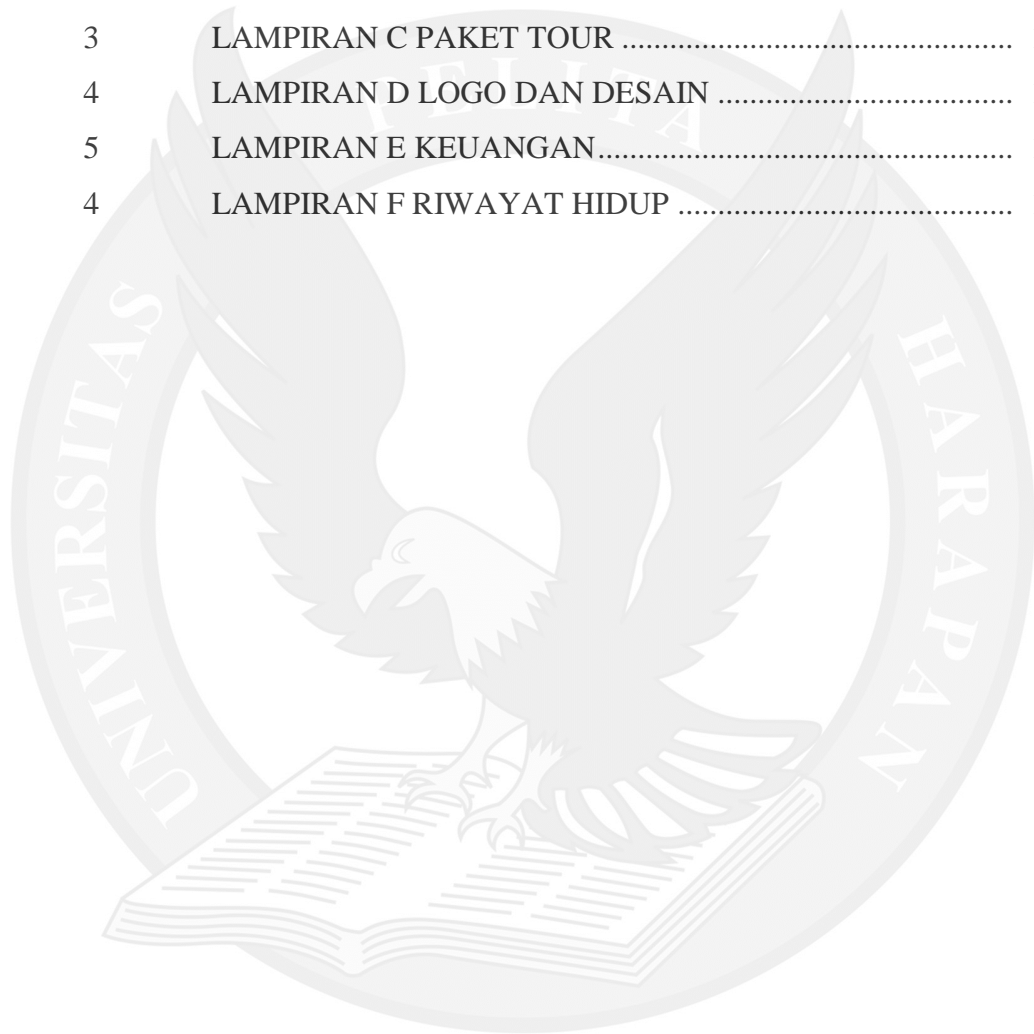 3 LAMPIRAN C PAKET TOUR ................................................
4 LAMPIRAN D LOGO DAN DESAIN ....................................
5 LAMPIRAN E KEUANGAN...................................................
4 LAMPIRAN F RIWAYAT HIDUP .........................................
UNIVERSITAS PELITA HARAPAN